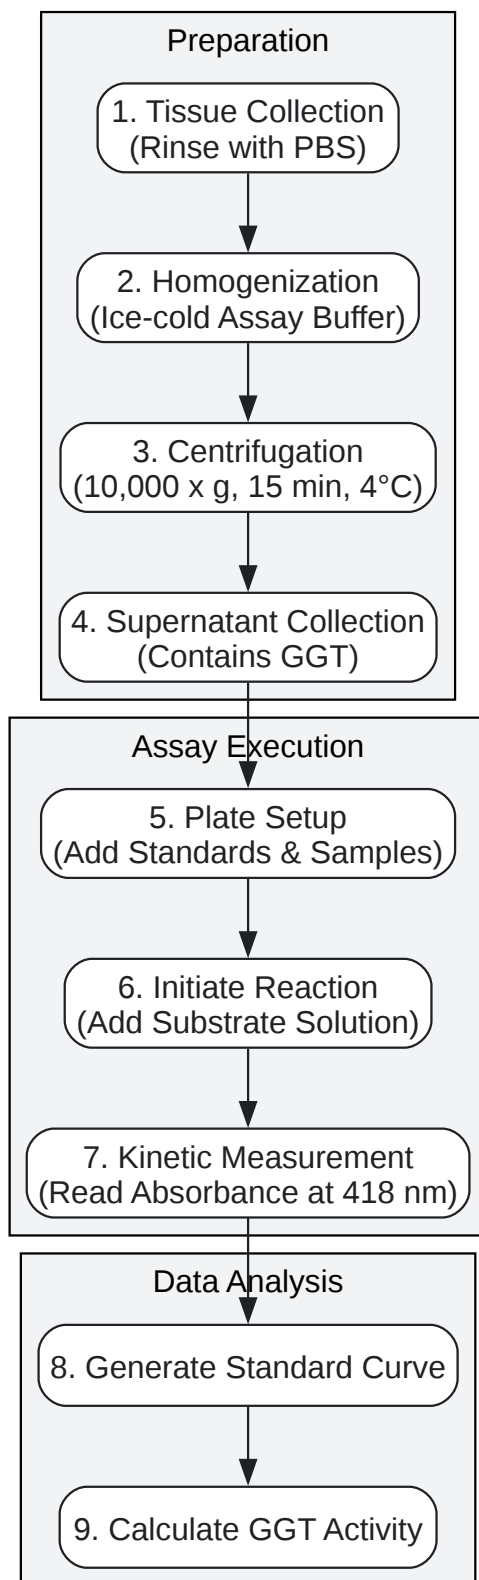 Preparation
1. Tissue Collection
(Rinse with PBS)
2. Homogenization
(Ice-cold Assay Buffer)
3. Centrifugation
(10,000 x g, 15 min, 4°C)
4. Supernatant Collection
(Contains GGT)
Assay Execution
5. Plate Setup
(Add Standards & Samples)
6. Initiate Reaction
(Add Substrate Solution)
7. Kinetic Measurement
(Read Absorbance at 418 nm)
Data Analysis
8. Generate Standard Curve
9. Calculate GGT Activity